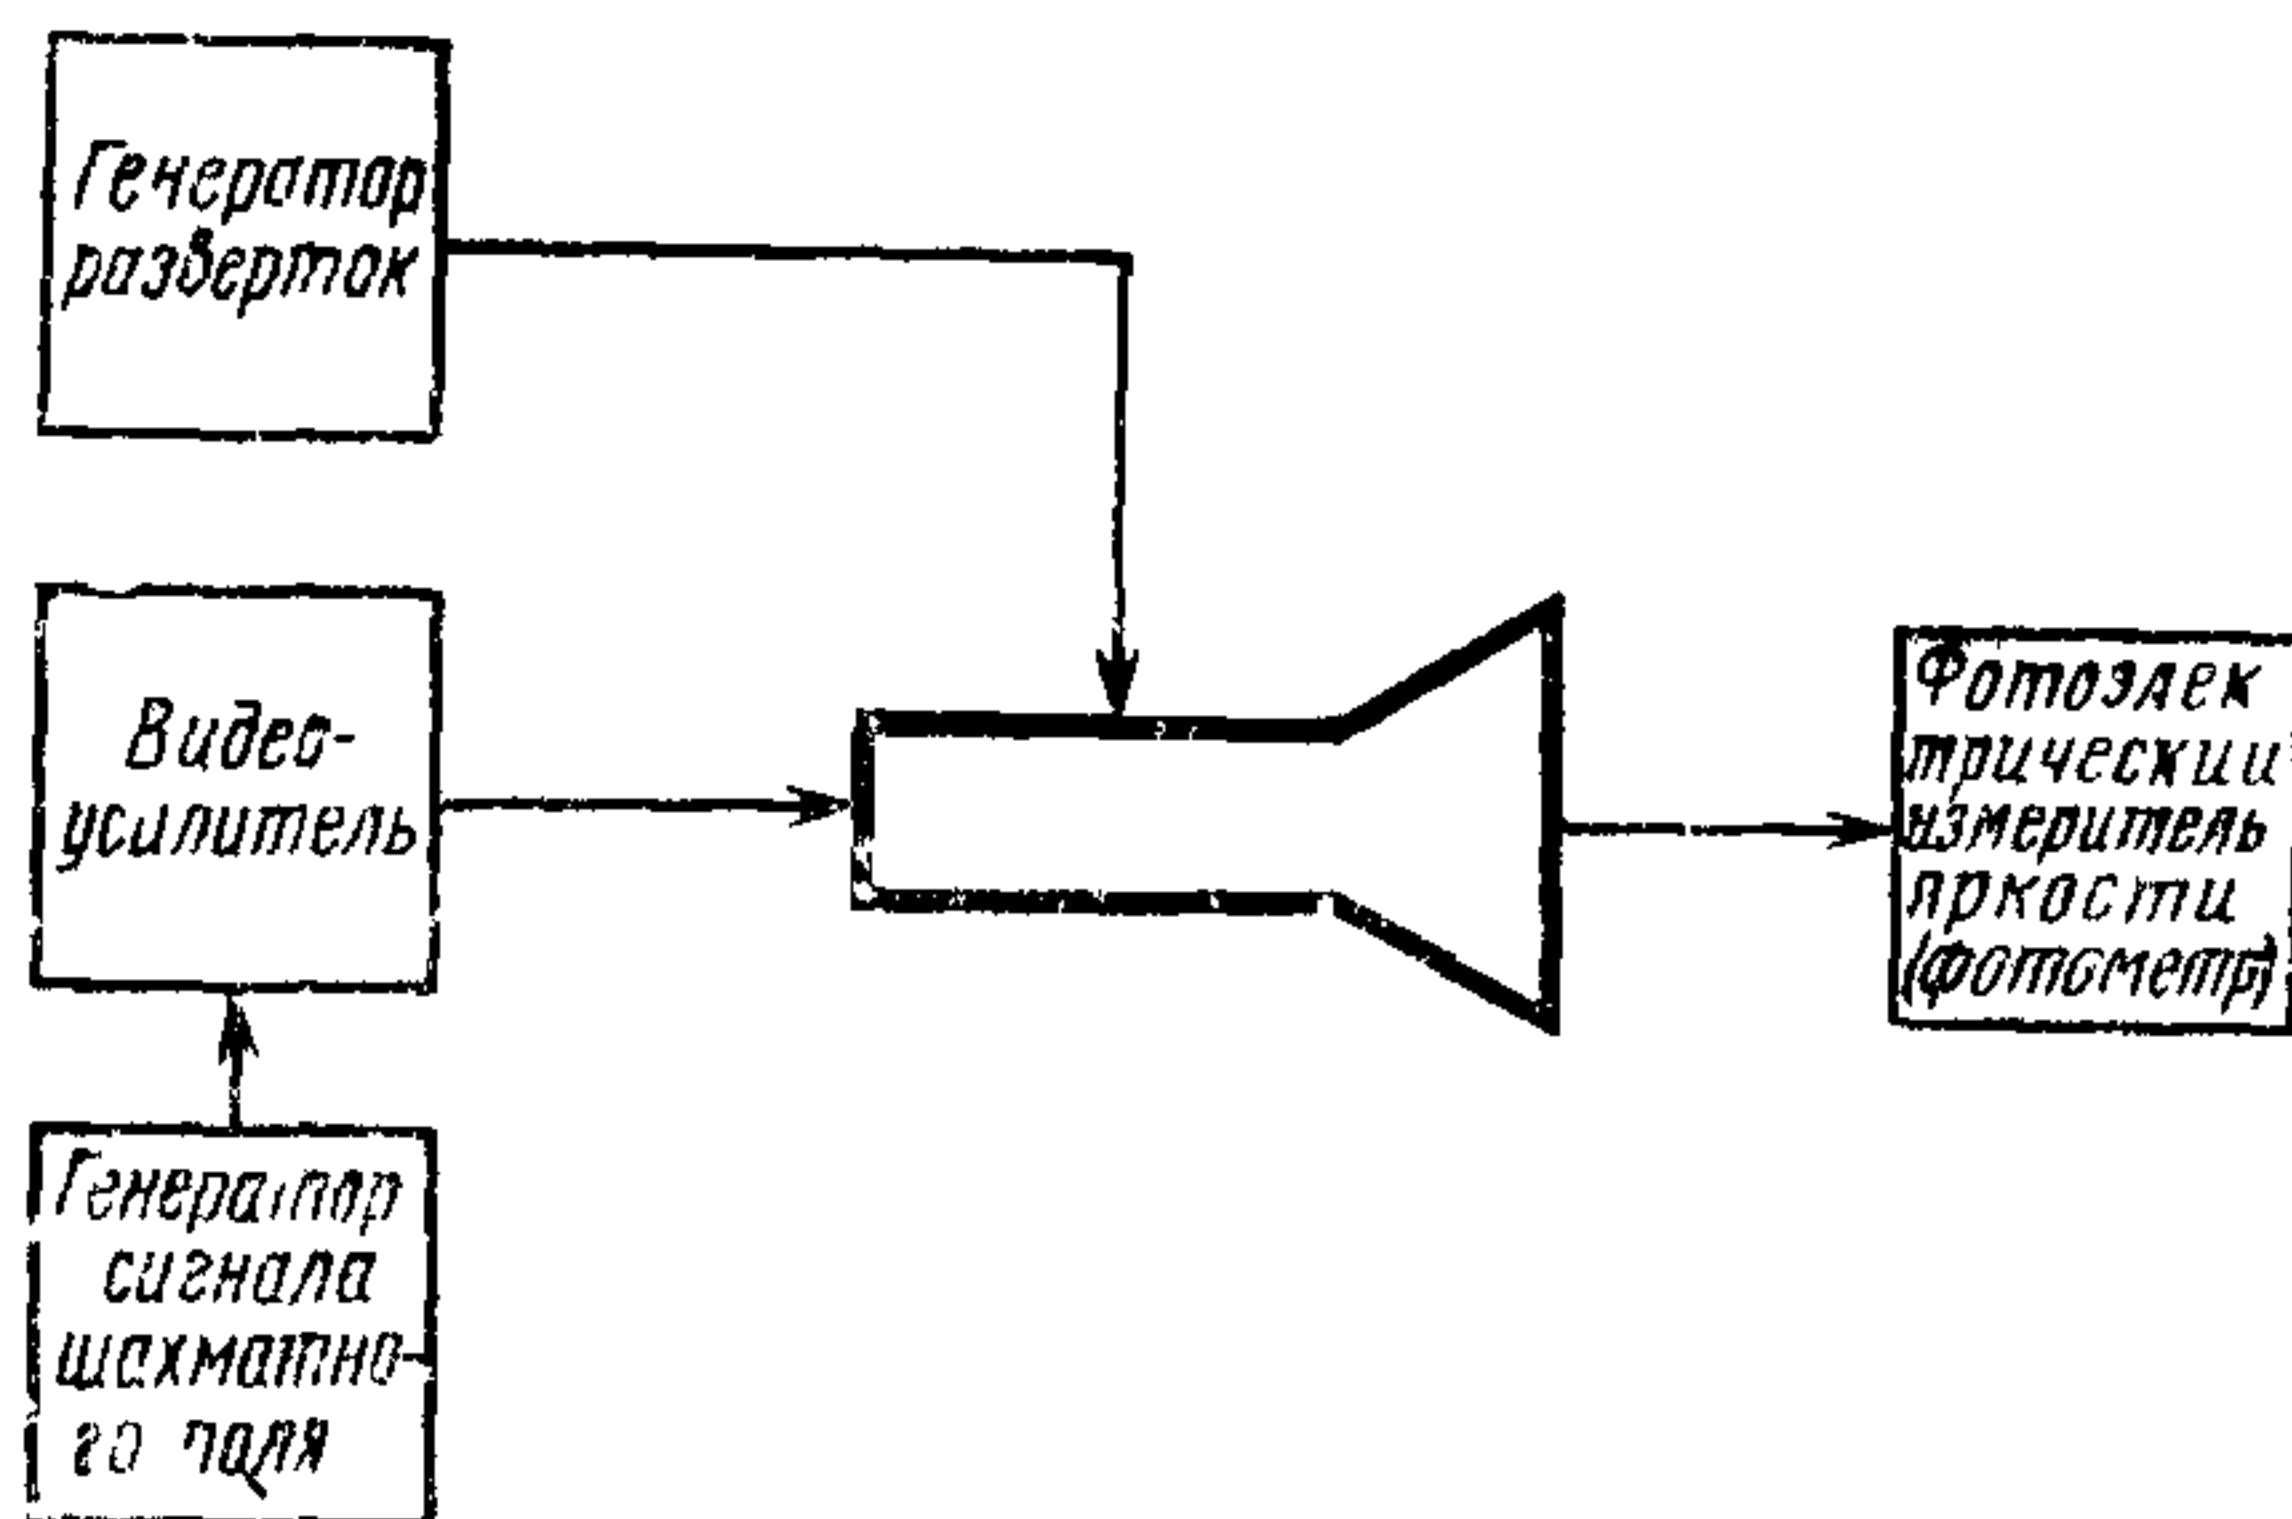 Генератор
разверток
Видео-
усилитель
Фотоэлек
трический
измеритель
яркости
(фотометр)
Генератор
сигнала
шахматно-
го поля